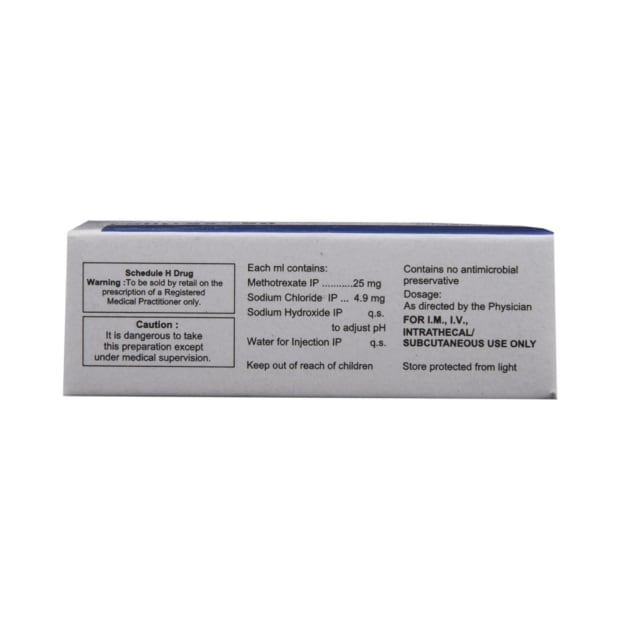 Schedule H Drug
Warning :To be sold by retail on the
prescription of a Registered
Medical Practitioner only.
Caution :
It is dangerous to take
this preparation except
under medical supervision.
Each ml contains:
Methotrexate IP ...........25 mg
Sodium Chloride IP ... 4.9 mg
Sodium Hydroxide IP q.s.
to adjust pH
Water for Injection IP q.s.
Keep out of reach of children
Contains no antimicrobial
preservative
Dosage:
As directed by the Physician
FOR I.M., I.V.,
INTRATHECAL/
SUBCUTANEOUS USE ONLY
Store protected from light